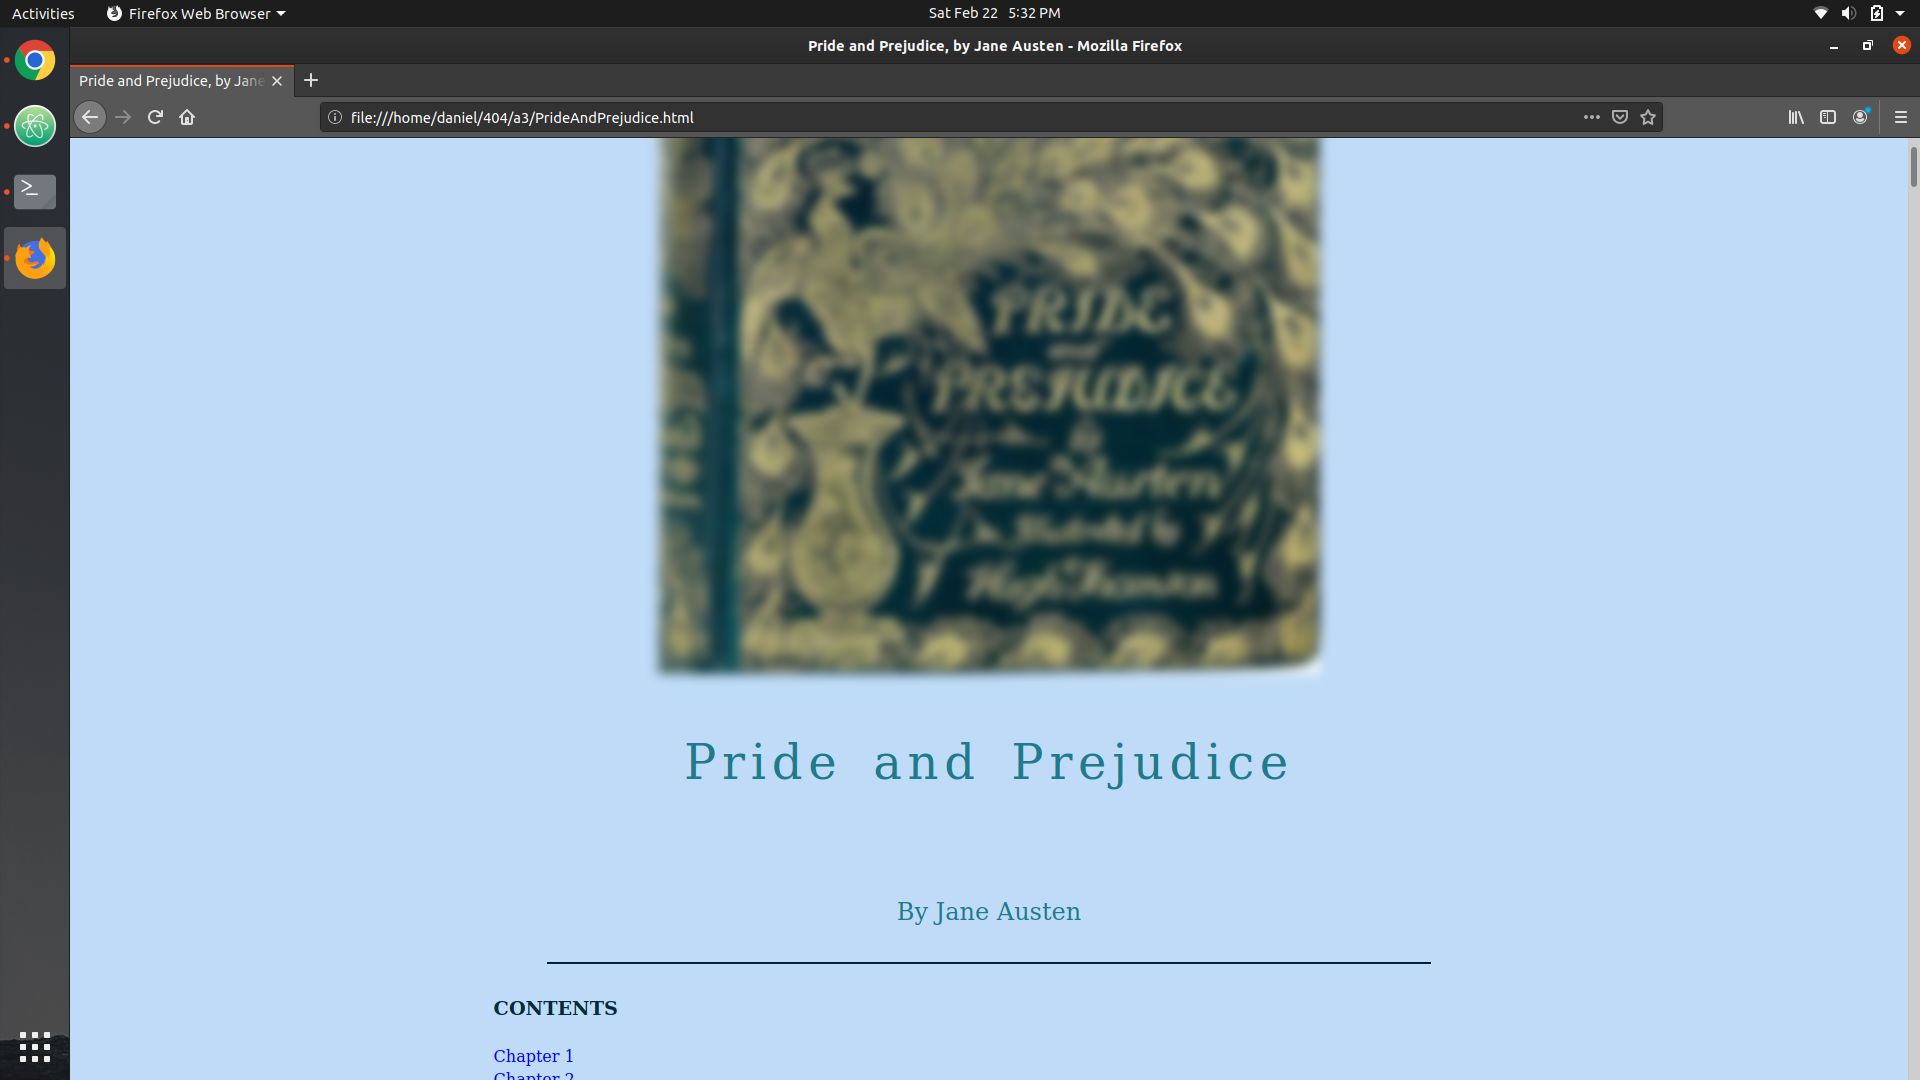 Activities
Firefox Web Browser
Sat Feb 22 5:32 PM
Pride and Prejudice, by Jane Austen - Mozilla Firefox
Pride and Prejudice, by Jane
file:///home/daniel/404/a3/PrideAndPrejudice.html
PRIDE
and
PREJUDICE
by
Jane Austen
Illustrated by
Hugh Thomson
Pride and Prejudice
By Jane Austen
CONTENTS
Chapter 1
Chapter 2